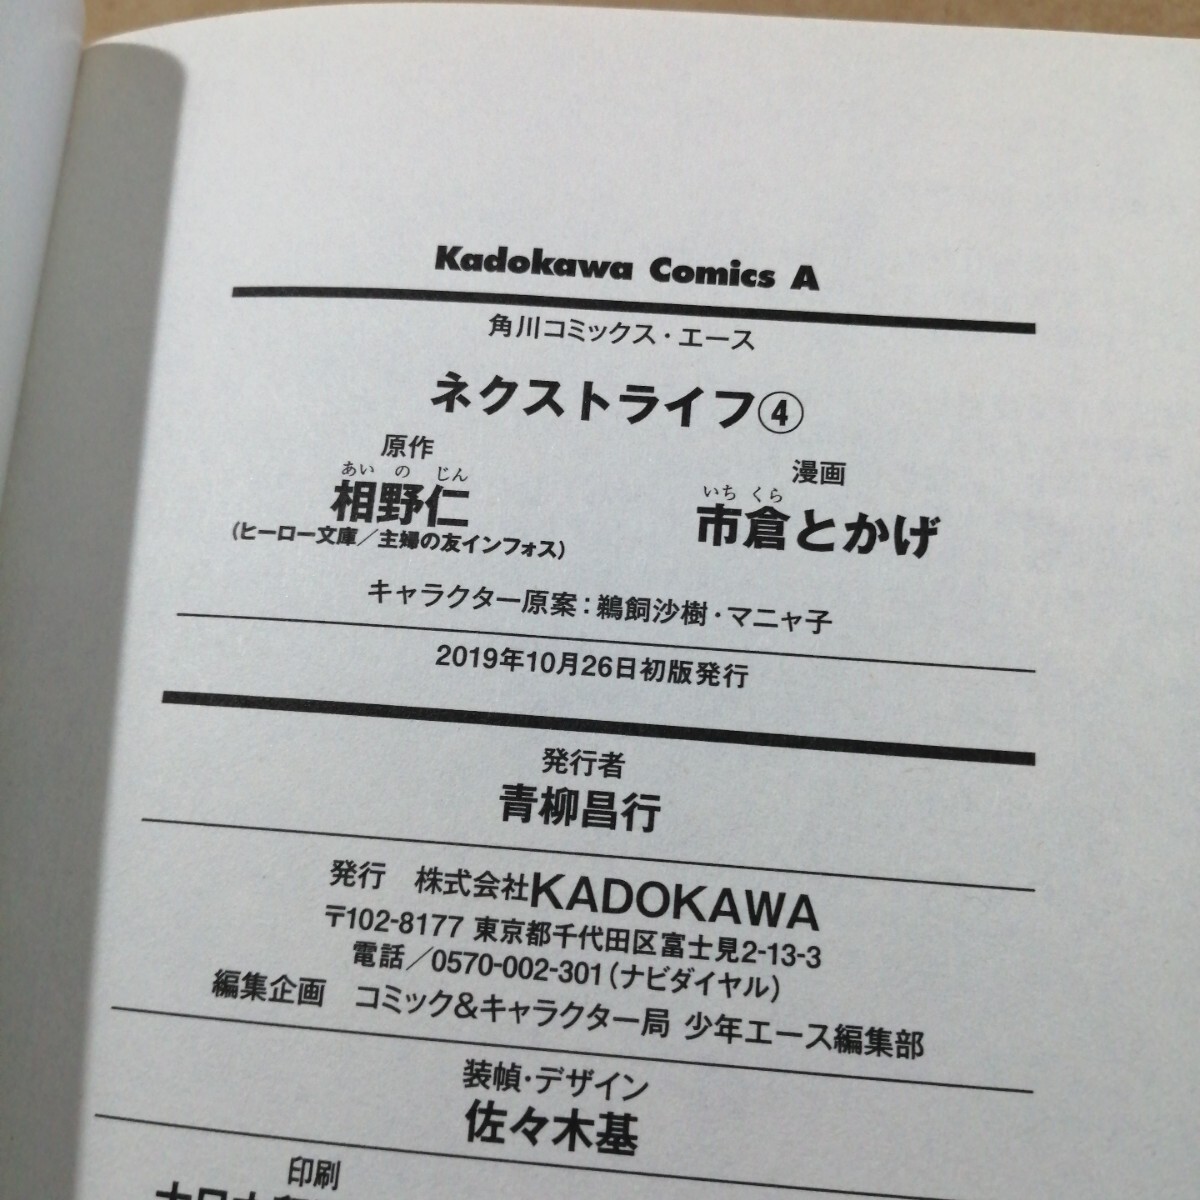 Kadokawa Comics A
角川コミックス・エース
ネクストライフ④
原作
あいのじん
相野仁
(ヒーロー文庫／主婦の友インフォス)
漫画
いちくら
市倉とかげ
キャラクター原案：鵜飼沙樹・マニャ子
2019年10月26日初版発行
発行者
青柳昌行
発行　株式会社KADOKAWA
〒102-8177 東京都千代田区富士見2-13-3
電話／0570-002-301（ナビダイヤル）
編集企画　コミック&キャラクター局 少年エース編集部
装幀・デザイン
佐々木基
印刷